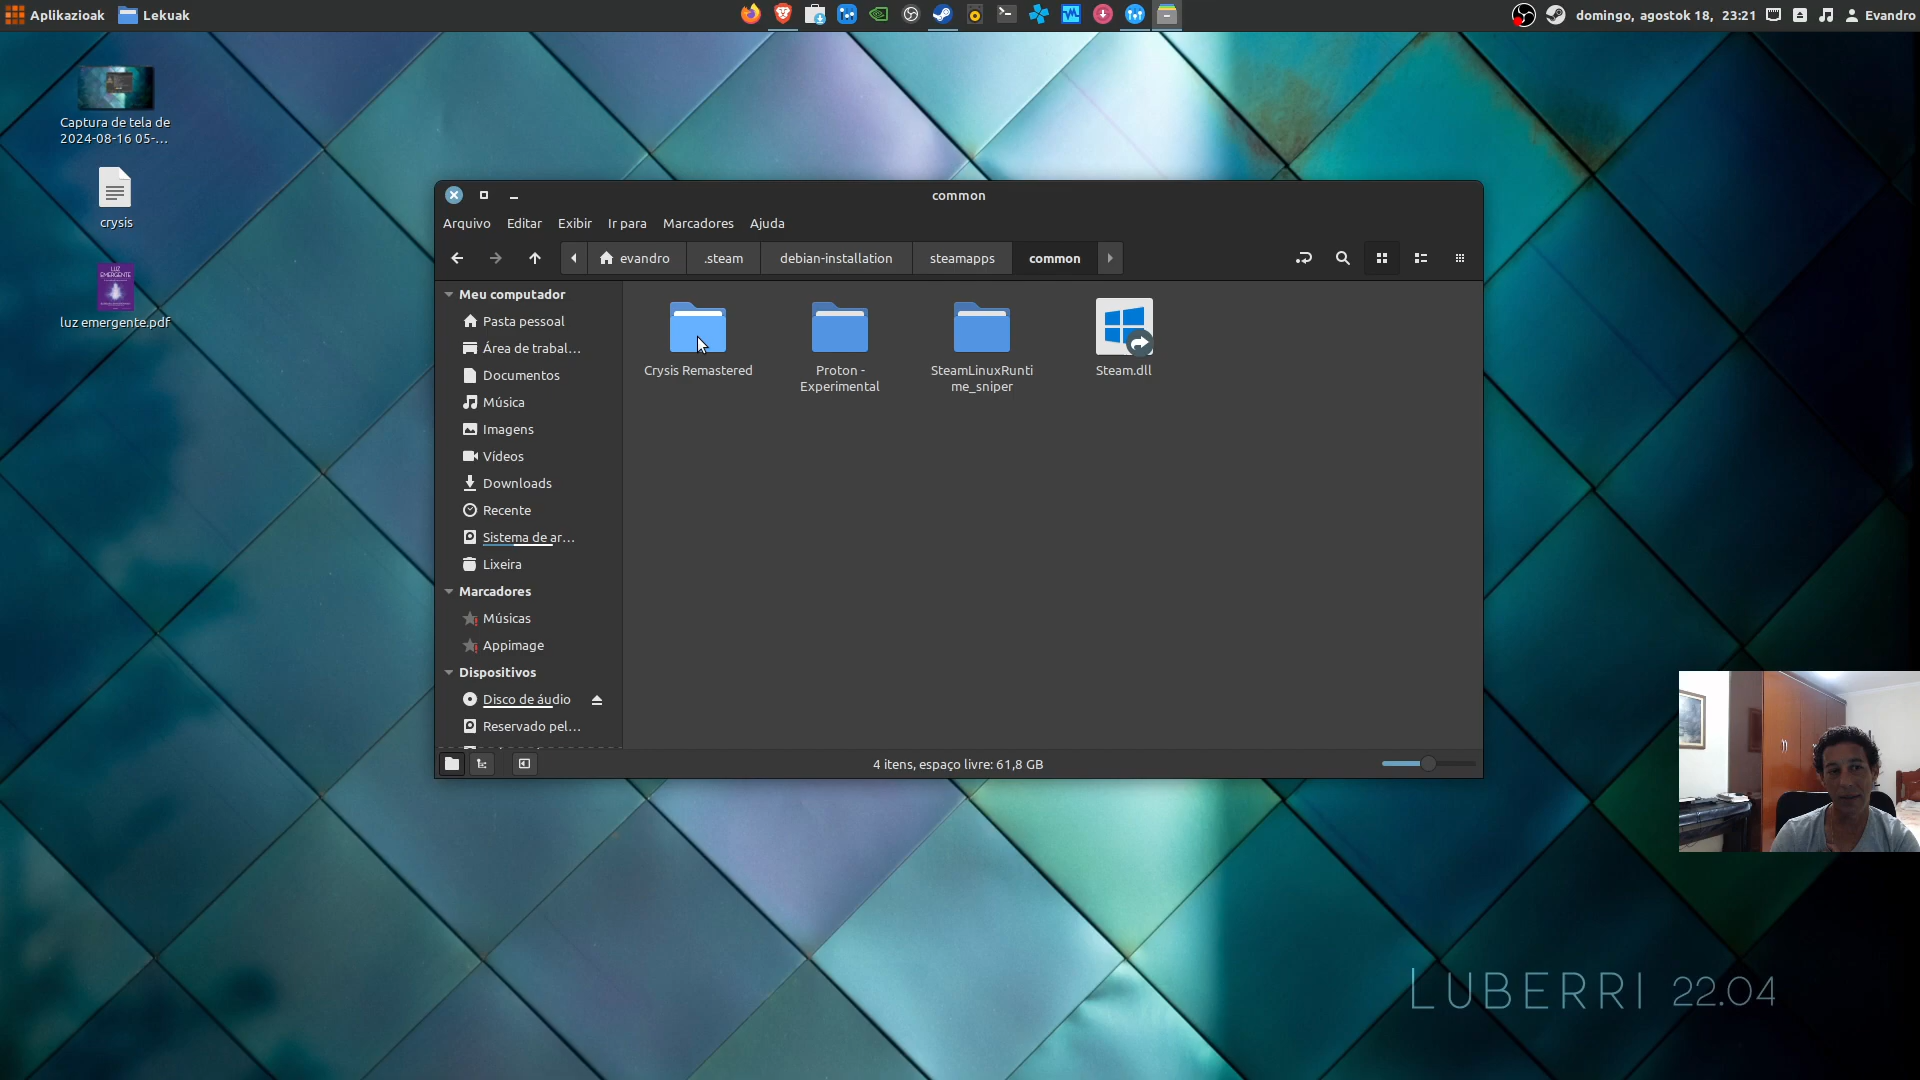 Aplikazioak
Lekuak
domingo, agostok 18, 23:21
Evandro
Captura de tela de
2024-08-16 05-...
crysis
LUZ
EMERGENTE
luz emergente.pdf
common
Arquivo
Editar
Exibir
Ir para
Marcadores
Ajuda
evandro
.steam
debian-installation
steamapps
common
Meu computador
Pasta pessoal
Área de trabal...
Documentos
Música
Imagens
Vídeos
Downloads
Recente
Sistema de ar...
Lixeira
Marcadores
Músicas
Appimage
Dispositivos
Disco de áudio
Reservado pel...
Crysis Remastered
Proton -
Experimental
SteamLinuxRunti
me_sniper
Steam.dll
4 itens, espaço livre: 61,8 GB
LUBERRI 22.04